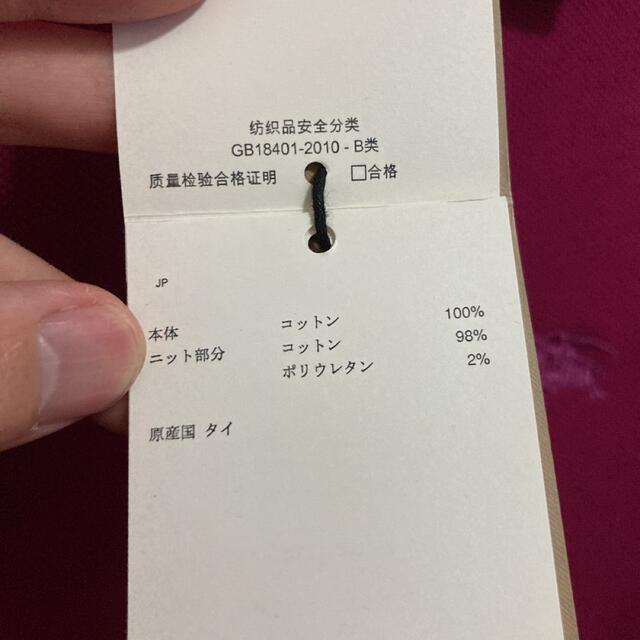 纺织品安全分类
GB18401-2010 - B类
质量检验合格证明 □合格
JP
本体 コットン 100%
ニット部分 コットン 98%
ポリウレタン 2%
原産国 タイ